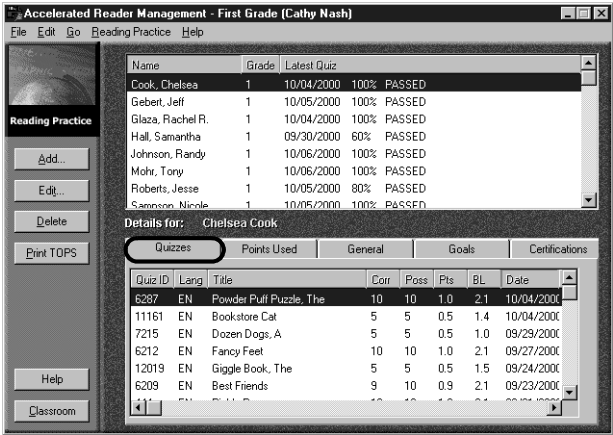 Accelerated Reader Management - First Grade (Cathy Nash)
File Edit Go Reading Practice Help
Name Grade Latest Quiz
Cook, Chelsea 1 10/04/2000 100% PASSED
Gebert, Jeff 1 10/05/2000 100% PASSED
Glaza, Rachel R. 1 10/04/2000 100% PASSED
Hall, Samantha 1 09/30/2000 60% PASSED
Johnson, Randy 1 10/06/2000 100% PASSED
Mohr, Tony 1 10/06/2000 100% PASSED
Roberts, Jesse 1 10/05/2000 80% PASSED
Sampson, Nicole 1 10/05/2000 100% PASSED
Reading Practice
Add...
Edit...
Delete
Print TOPS
Help
Classroom
Details for: Chelsea Cook
Quizzes Points Used General Goals Certifications
Quiz ID Lang Title Corr Poss Pts BL Date
6287 EN Powder Puff Puzzle, The 10 10 1.0 2.1 10/04/200
11161 EN Bookstore Cat 5 5 0.5 1.4 10/04/200
7215 EN Dozen Dogs, A 5 5 0.5 1.0 09/29/200
6212 EN Fancy Feet 10 10 1.0 2.1 09/27/200
12019 EN Giggle Book, The 5 5 0.5 1.5 09/24/200
6209 EN Best Friends 9 10 0.9 2.1 09/23/200